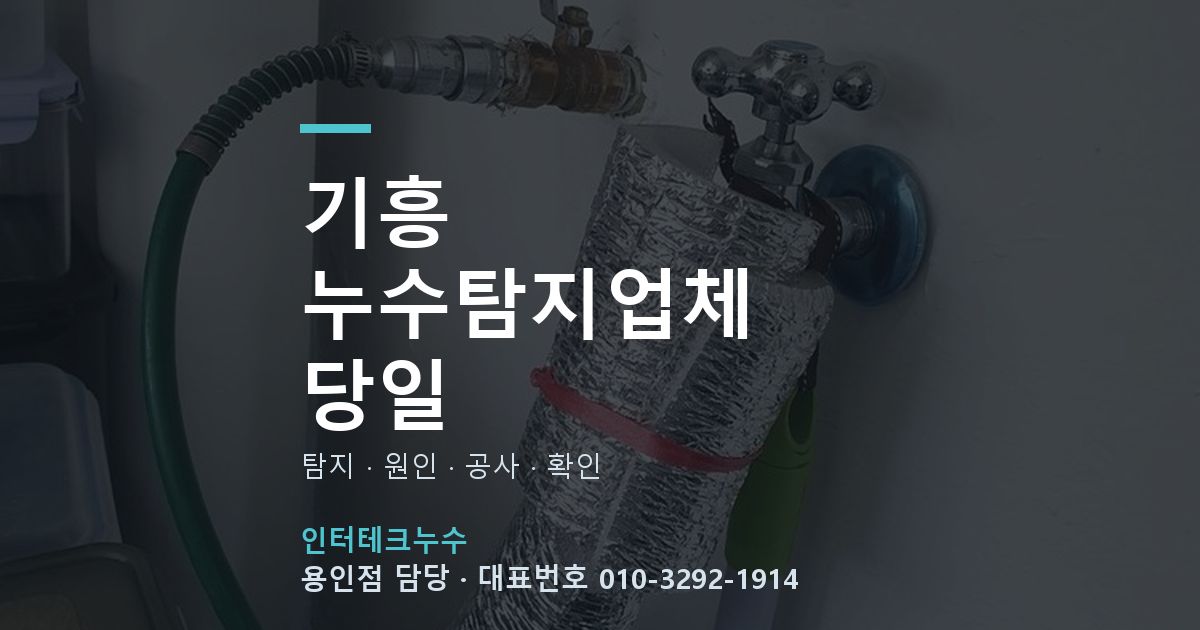 기흥
누수탐지업체
당일
탐지 · 원인 · 공사 · 확인
인터테크누수
용인점 담당 · 대표번호 010-3292-1914